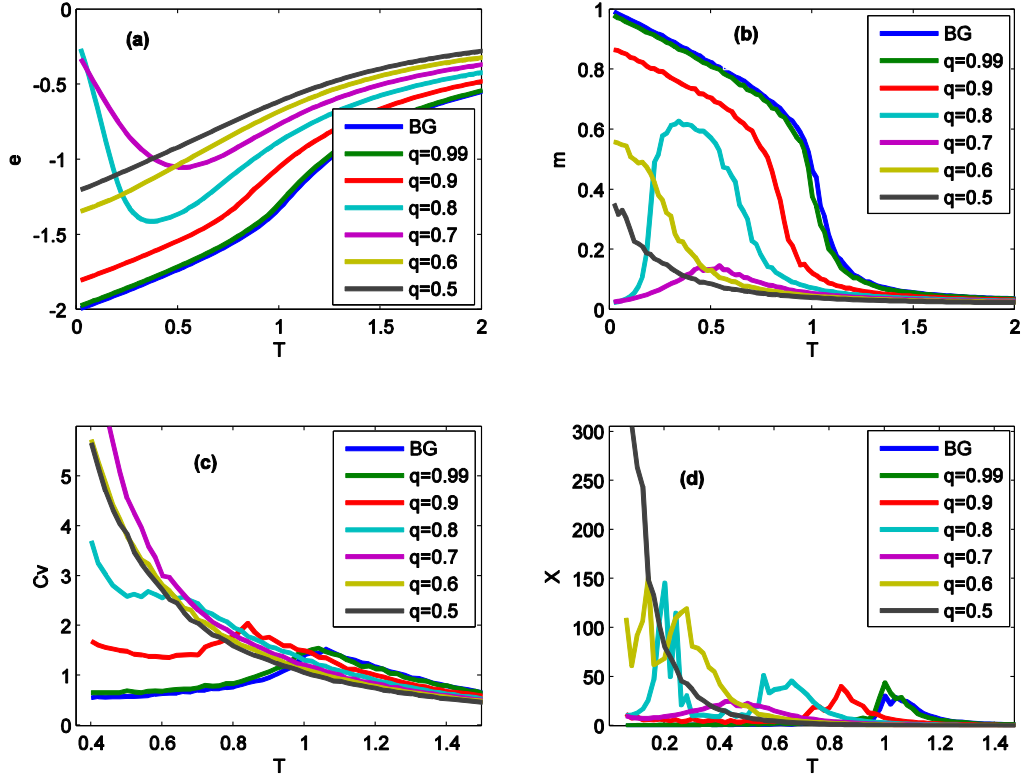 (a)
e
0
-0.5
-1
-1.5
-2
0 0.5 1 1.5 2
T
BG
q=0.99
q=0.9
q=0.8
q=0.7
q=0.6
q=0.5
(b)
m
1
0.8
0.6
0.4
0.2
0
0 0.5 1 1.5 2
T
BG
q=0.99
q=0.9
q=0.8
q=0.7
q=0.6
q=0.5
(c)
Cv
5
4
3
2
1
0
0.4 0.6 0.8 1 1.2 1.4
T
BG
q=0.99
q=0.9
q=0.8
q=0.7
q=0.6
q=0.5
(d)
X
300
250
200
150
100
50
0
0.2 0.4 0.6 0.8 1 1.2 1.4
T
BG
q=0.99
q=0.9
q=0.8
q=0.7
q=0.6
q=0.5